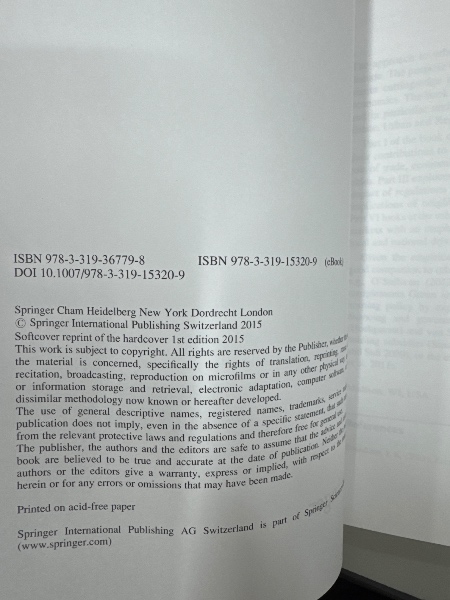 ISBN 978-3-319-36779-8 ISBN 978-3-319-15320-9 (eBook)
DOI 10.1007/978-3-319-15320-9
Springer Cham Heidelberg New York Dordrecht London
© Springer International Publishing Switzerland 2015
Softcover reprint of the hardcover 1st edition 2015
This work is subject to copyright. All rights are reserved by the Publisher, whether
the material is concerned, specifically the rights of translation, reprinting,
recitation, broadcasting, reproduction on microfilms or in any other physical
or information storage and retrieval, electronic adaptation, computer software,
dissimilar methodology now known or hereafter developed.
The use of general descriptive names, registered names, trademarks, service
publication does not imply, even in the absence of a specific statement, that
from the relevant protective laws and regulations and therefore free for general
The publisher, the authors and the editors are safe to assume that the advice
book are believed to be true and accurate at the date of publication. Neither
authors or the editors give a warranty, express or implied, with respect to the
herein or for any errors or omissions that may have been made.
Printed on acid-free paper
Springer International Publishing AG Switzerland is part of Springer
(www.springer.com)